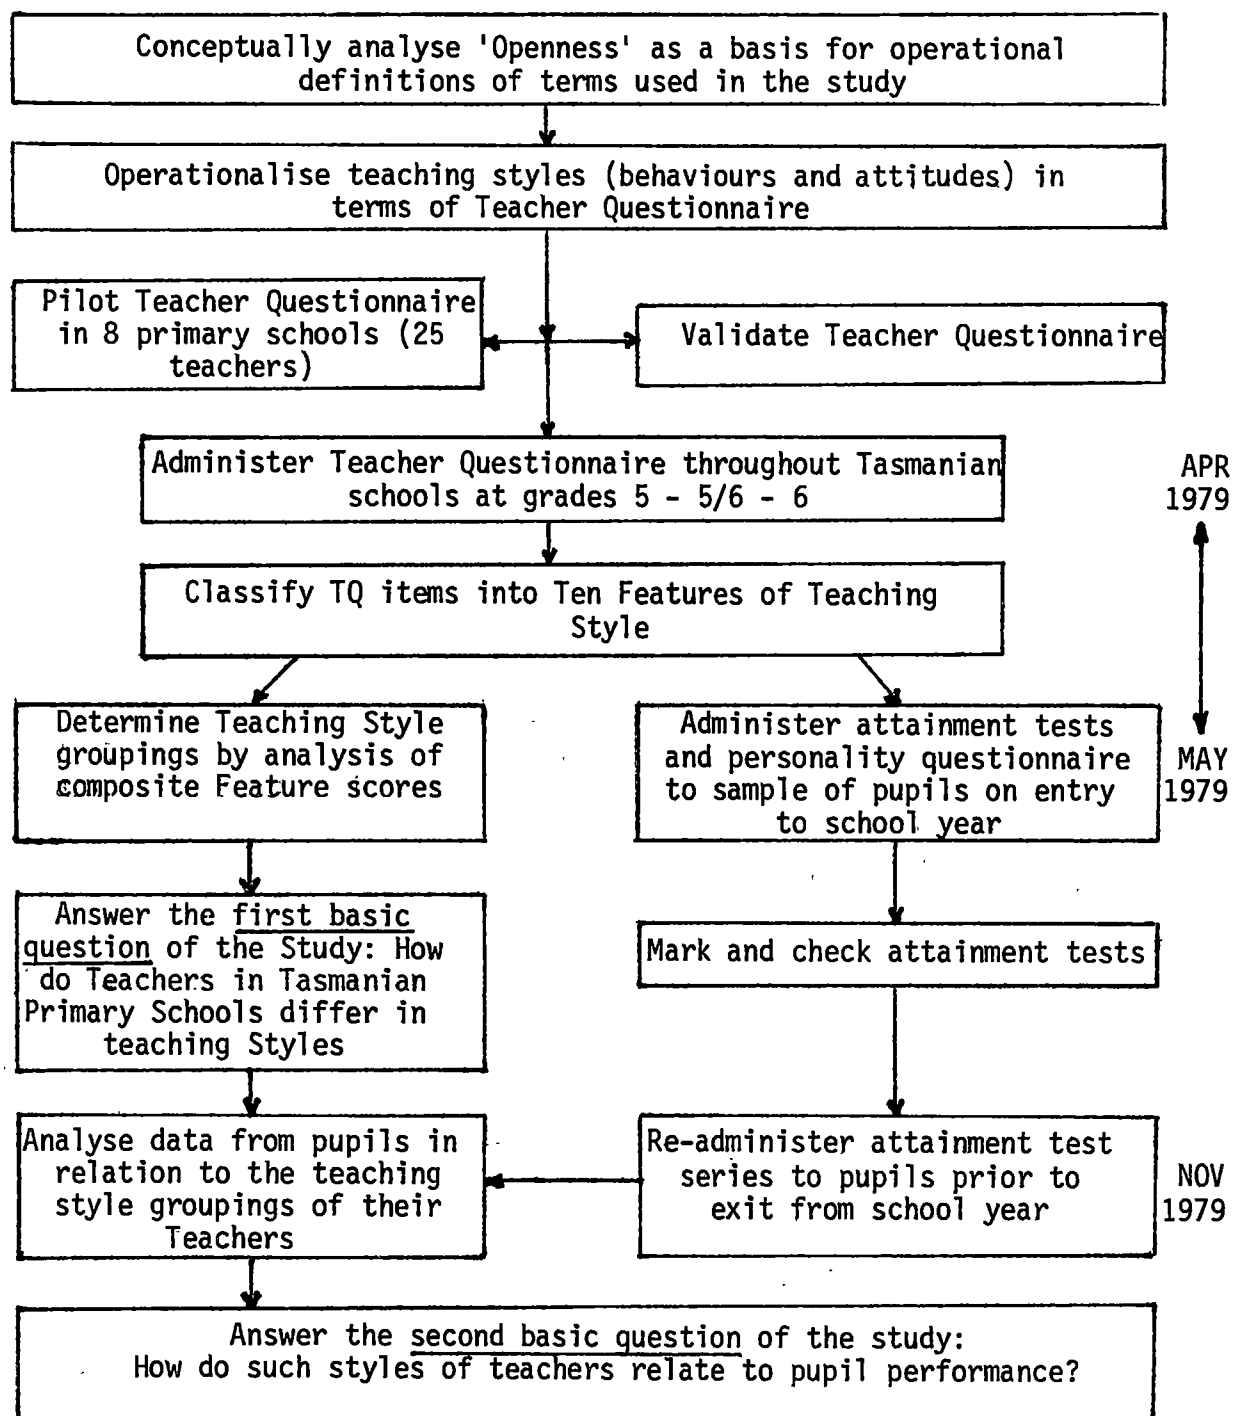 Conceptually analyse 'Openness' as a basis for operational
definitions of terms used in the study
Operationalise teaching styles (behaviours and attitudes) in
terms of Teacher Questionnaire
Pilot Teacher Questionnaire
in 8 primary schools (25
teachers)
Validate Teacher Questionnaire
Administer Teacher Questionnaire throughout Tasmanian
schools at grades 5 - 5/6 - 6
APR
1979
Classify TQ items into Ten Features of Teaching
Style
Determine Teaching Style
groupings by analysis of
composite Feature scores
Administer attainment tests
and personality questionnaire
to sample of pupils on entry
to school year
MAY
1979
Answer the first basic
question of the Study: How
do Teachers in Tasmanian
Primary Schools differ in
teaching Styles
Mark and check attainment tests
Analyse data from pupils in
relation to the teaching
style groupings of their
Teachers
Re-administer attainment test
series to pupils prior to
exit from school year
NOV
1979
Answer the second basic question of the study:
How do such styles of teachers relate to pupil performance?